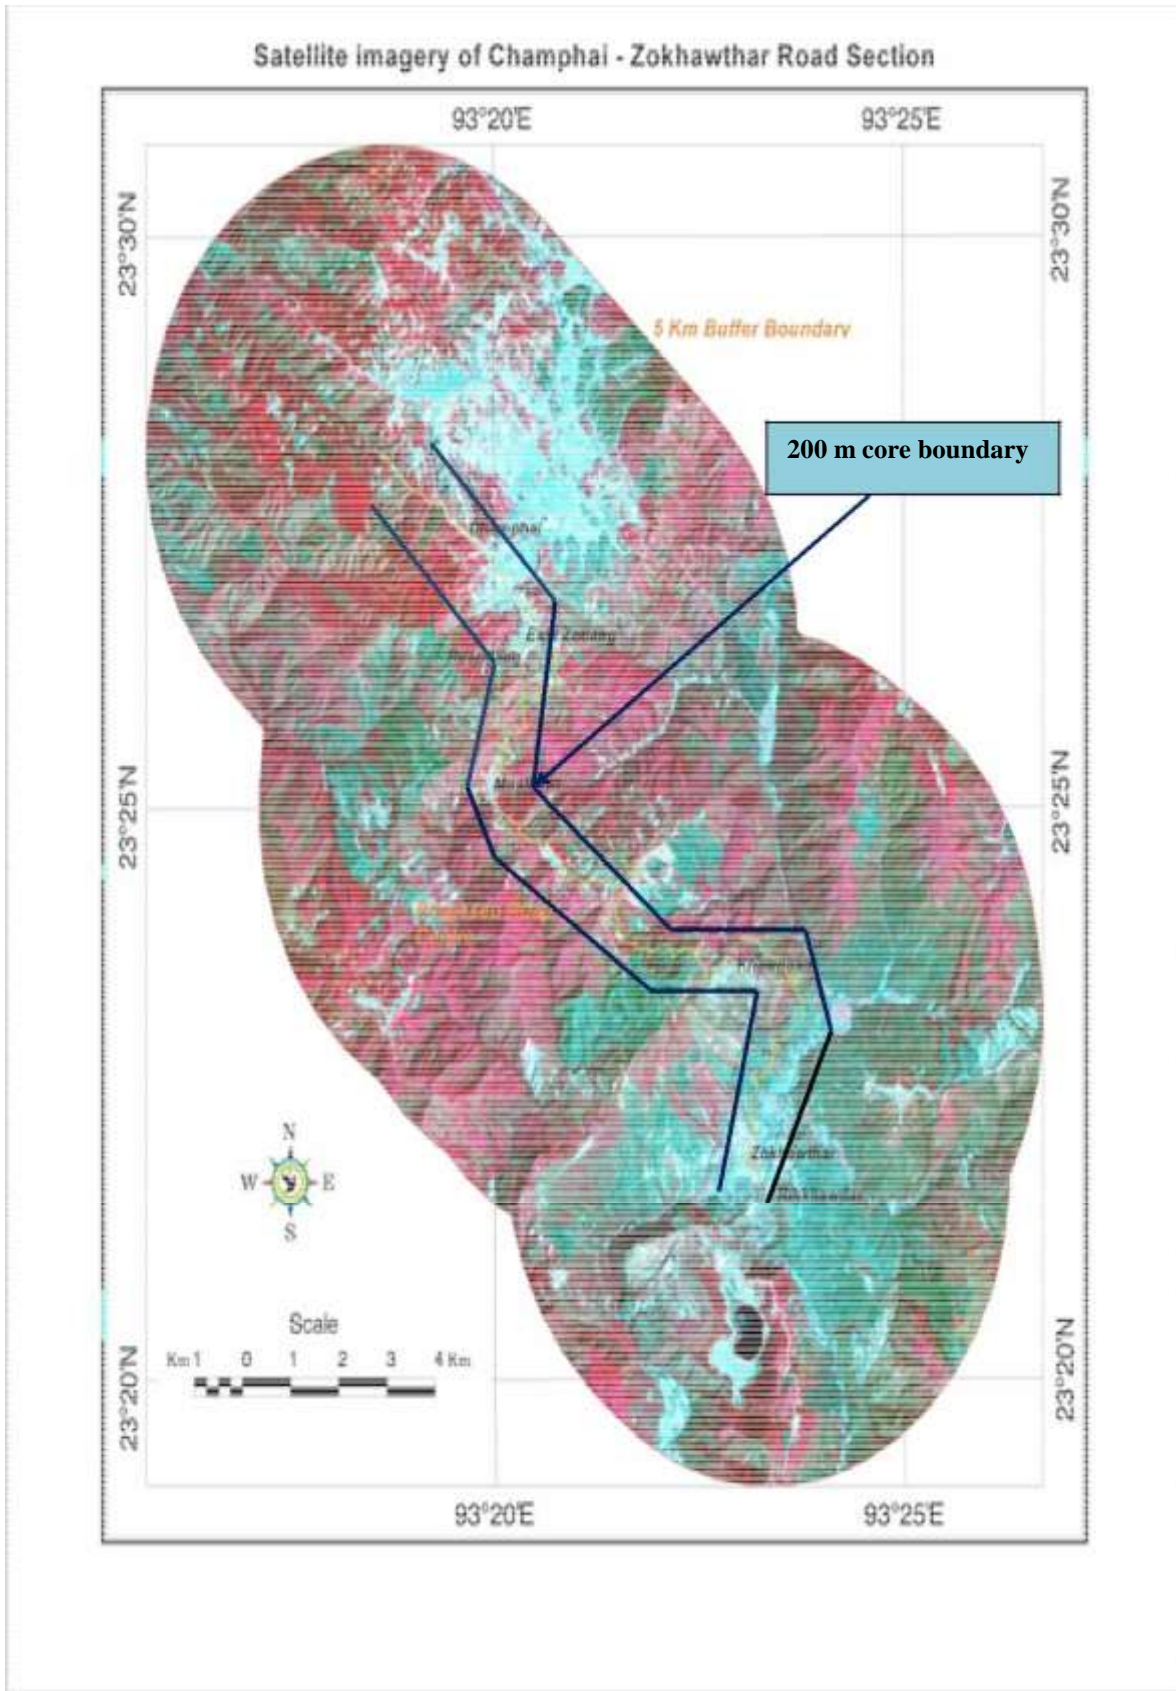 Satellite imagery of Champhai - Zokhawthar Road Section
93°20'E 93°25'E
23°30'N 23°30'N
5 Km Buffer Boundary
200 m core boundary
Zokhawthar
23°25'N 23°25'N
N
W E
S
Scale
Km 1 0 1 2 3 4 Km
23°20'N 23°20'N
93°20'E 93°25'E